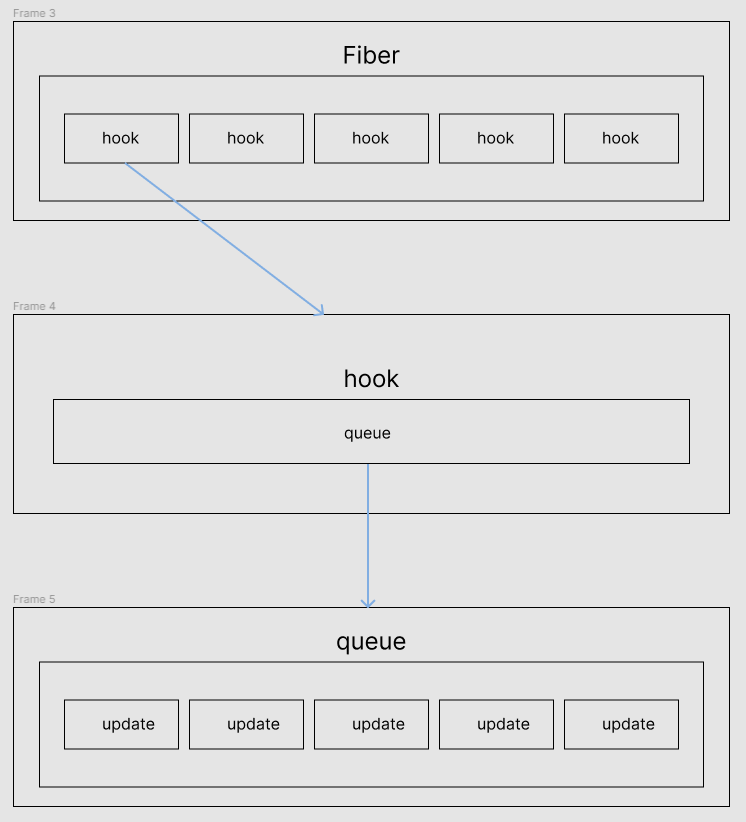 Frame 3
Fiber
hook hook hook hook hook
Frame 4
hook
queue
Frame 5
queue
update update update update update